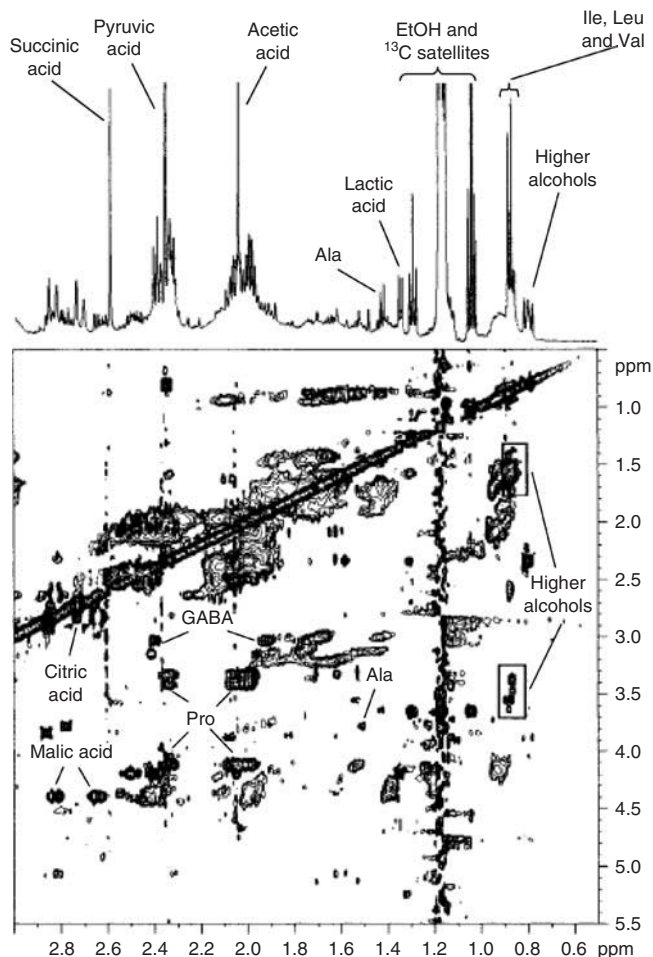 Succinic
acid
Pyruvic
acid
Acetic
acid
EtOH and
¹³C satellites
Ile, Leu
and Val
Higher
alcohols
Lactic
acid
Ala
ppm
1.0
1.5
2.0
2.5
3.0
3.5
4.0
4.5
5.0
5.5
Higher
alcohols
GABA
Citric
acid
Ala
Pro
Malic acid
2.8 2.6 2.4 2.2 2.0 1.8 1.6 1.4 1.2 1.0 0.8 0.6 ppm